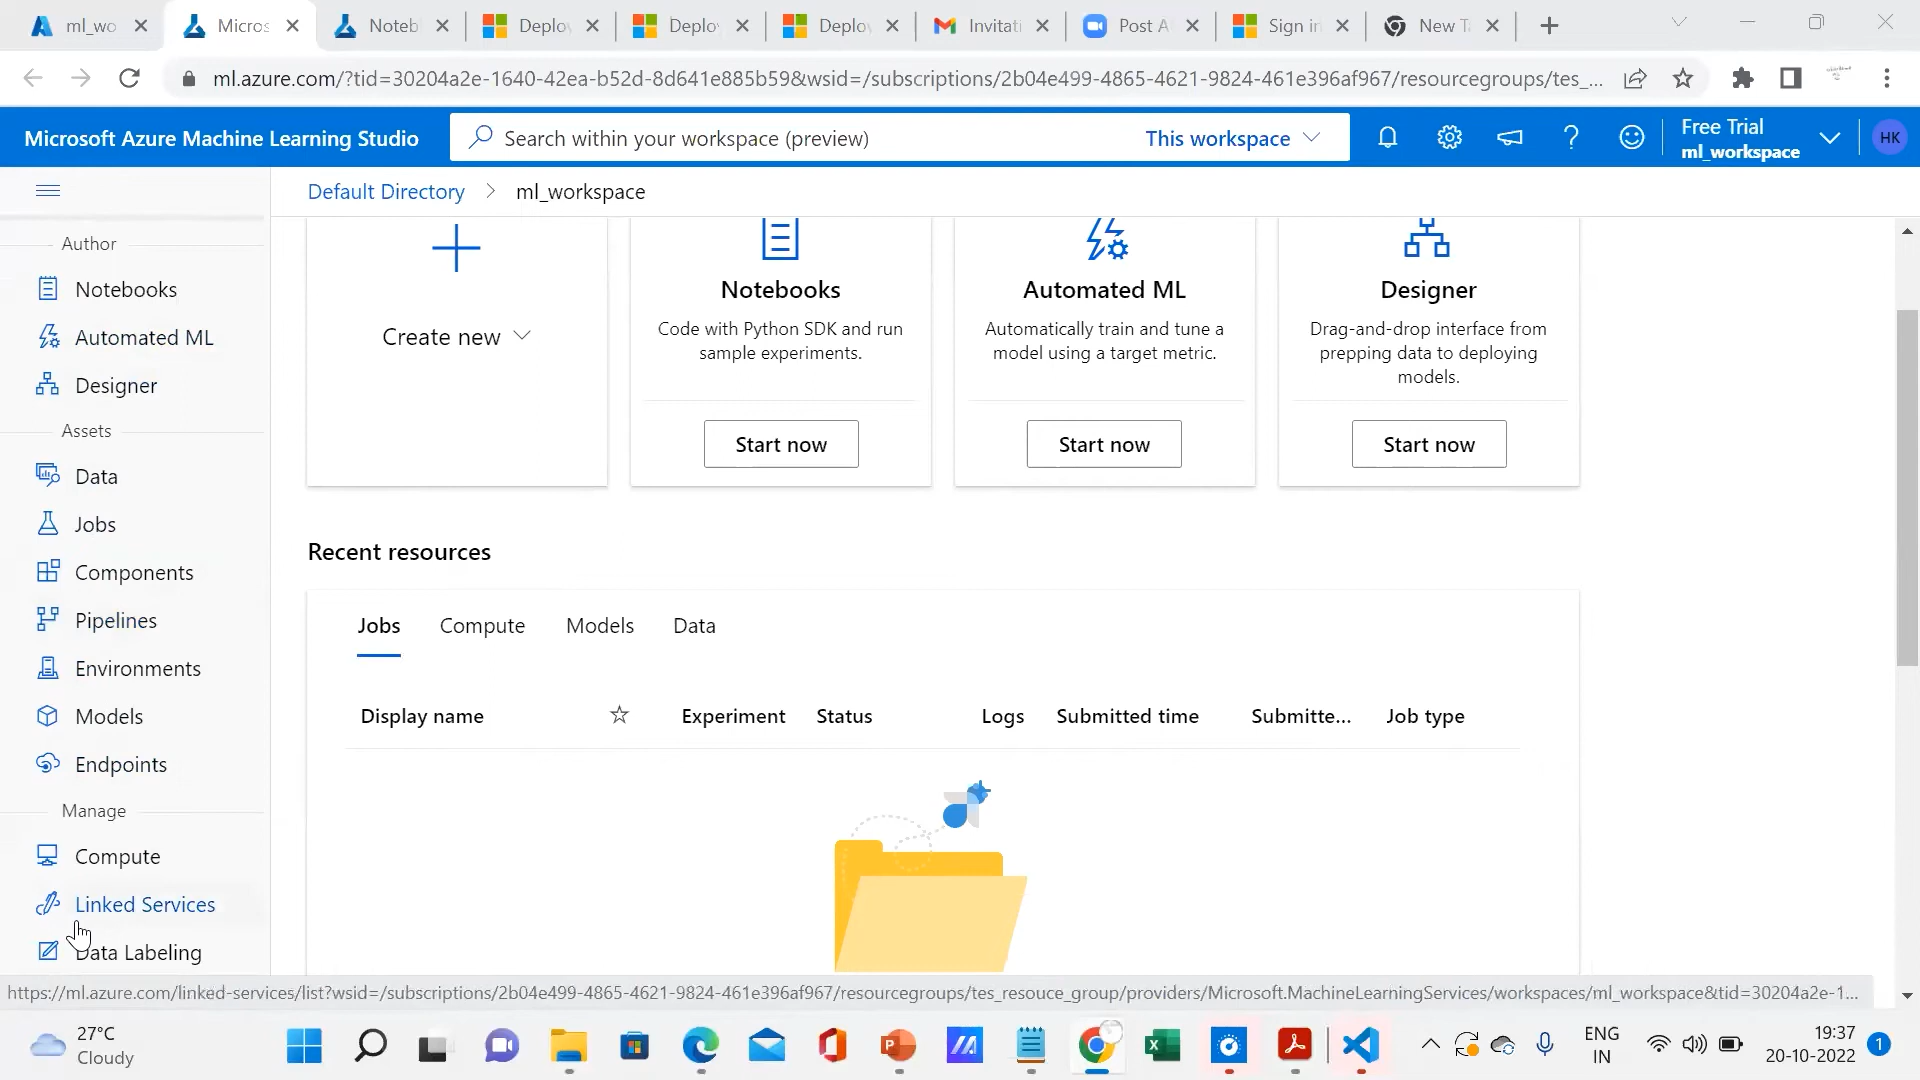 ml_wo
Micros
Noteb
Deploy
Deploy
Deploy
Invitati
Post A
Sign in
New T
ml.azure.com/?tid=30204a2e-1640-42ea-b52d-8d641e885b59&wsid=/subscriptions/2b04e499-4865-4621-9824-461e396af967/resourcegroups/tes_...
Microsoft Azure Machine Learning Studio
Search within your workspace (preview)
This workspace
Free Trial
ml_workspace
HK
Default Directory > ml_workspace
Author
Notebooks
Automated ML
Designer
Assets
Data
Jobs
Components
Pipelines
Environments
Models
Endpoints
Manage
Compute
Linked Services
Data Labeling
Create new
Notebooks
Code with Python SDK and run
sample experiments.
Start now
Automated ML
Automatically train and tune a
model using a target metric.
Start now
Designer
Drag-and-drop interface from
prepping data to deploying
models.
Start now
Recent resources
Jobs Compute Models Data
Display name Experiment Status Logs Submitted time Submitte... Job type
https://ml.azure.com/linked-services/list?wsid=/subscriptions/2b04e499-4865-4621-9824-461e396af967/resourcegroups/tes_resouce_group/providers/Microsoft.MachineLearningServices/workspaces/ml_workspace&tid=30204a2e-1...
27°C
Cloudy
ENG
IN
19:37
20-10-2022
1